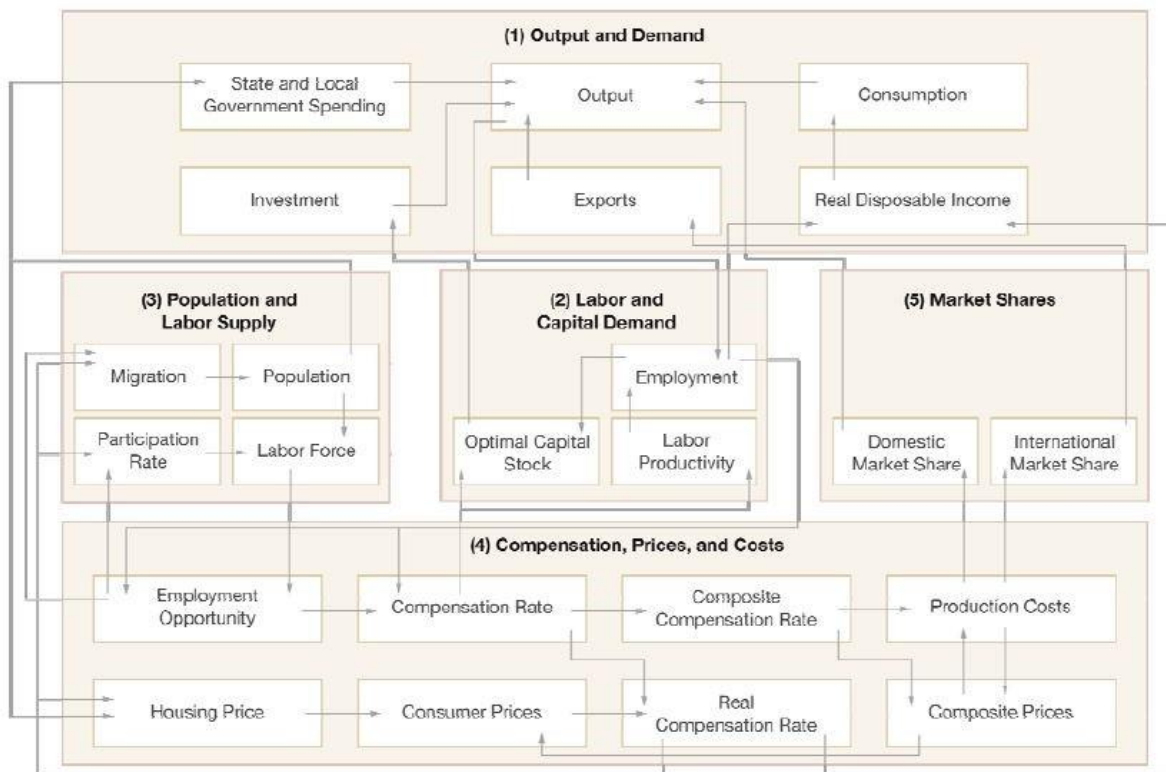 (1) Output and Demand
State and Local
Government Spending
Output
Consumption
Investment
Exports
Real Disposable Income
(3) Population and
Labor Supply
Migration
Population
Participation
Rate
Labor Force
(2) Labor and
Capital Demand
Employment
Optimal Capital
Stock
Labor
Productivity
(5) Market Shares
Domestic
Market Share
International
Market Share
(4) Compensation, Prices, and Costs
Employment
Opportunity
Compensation Rate
Composite
Compensation Rate
Production Costs
Housing Price
Consumer Prices
Real
Compensation Rate
Composite Prices